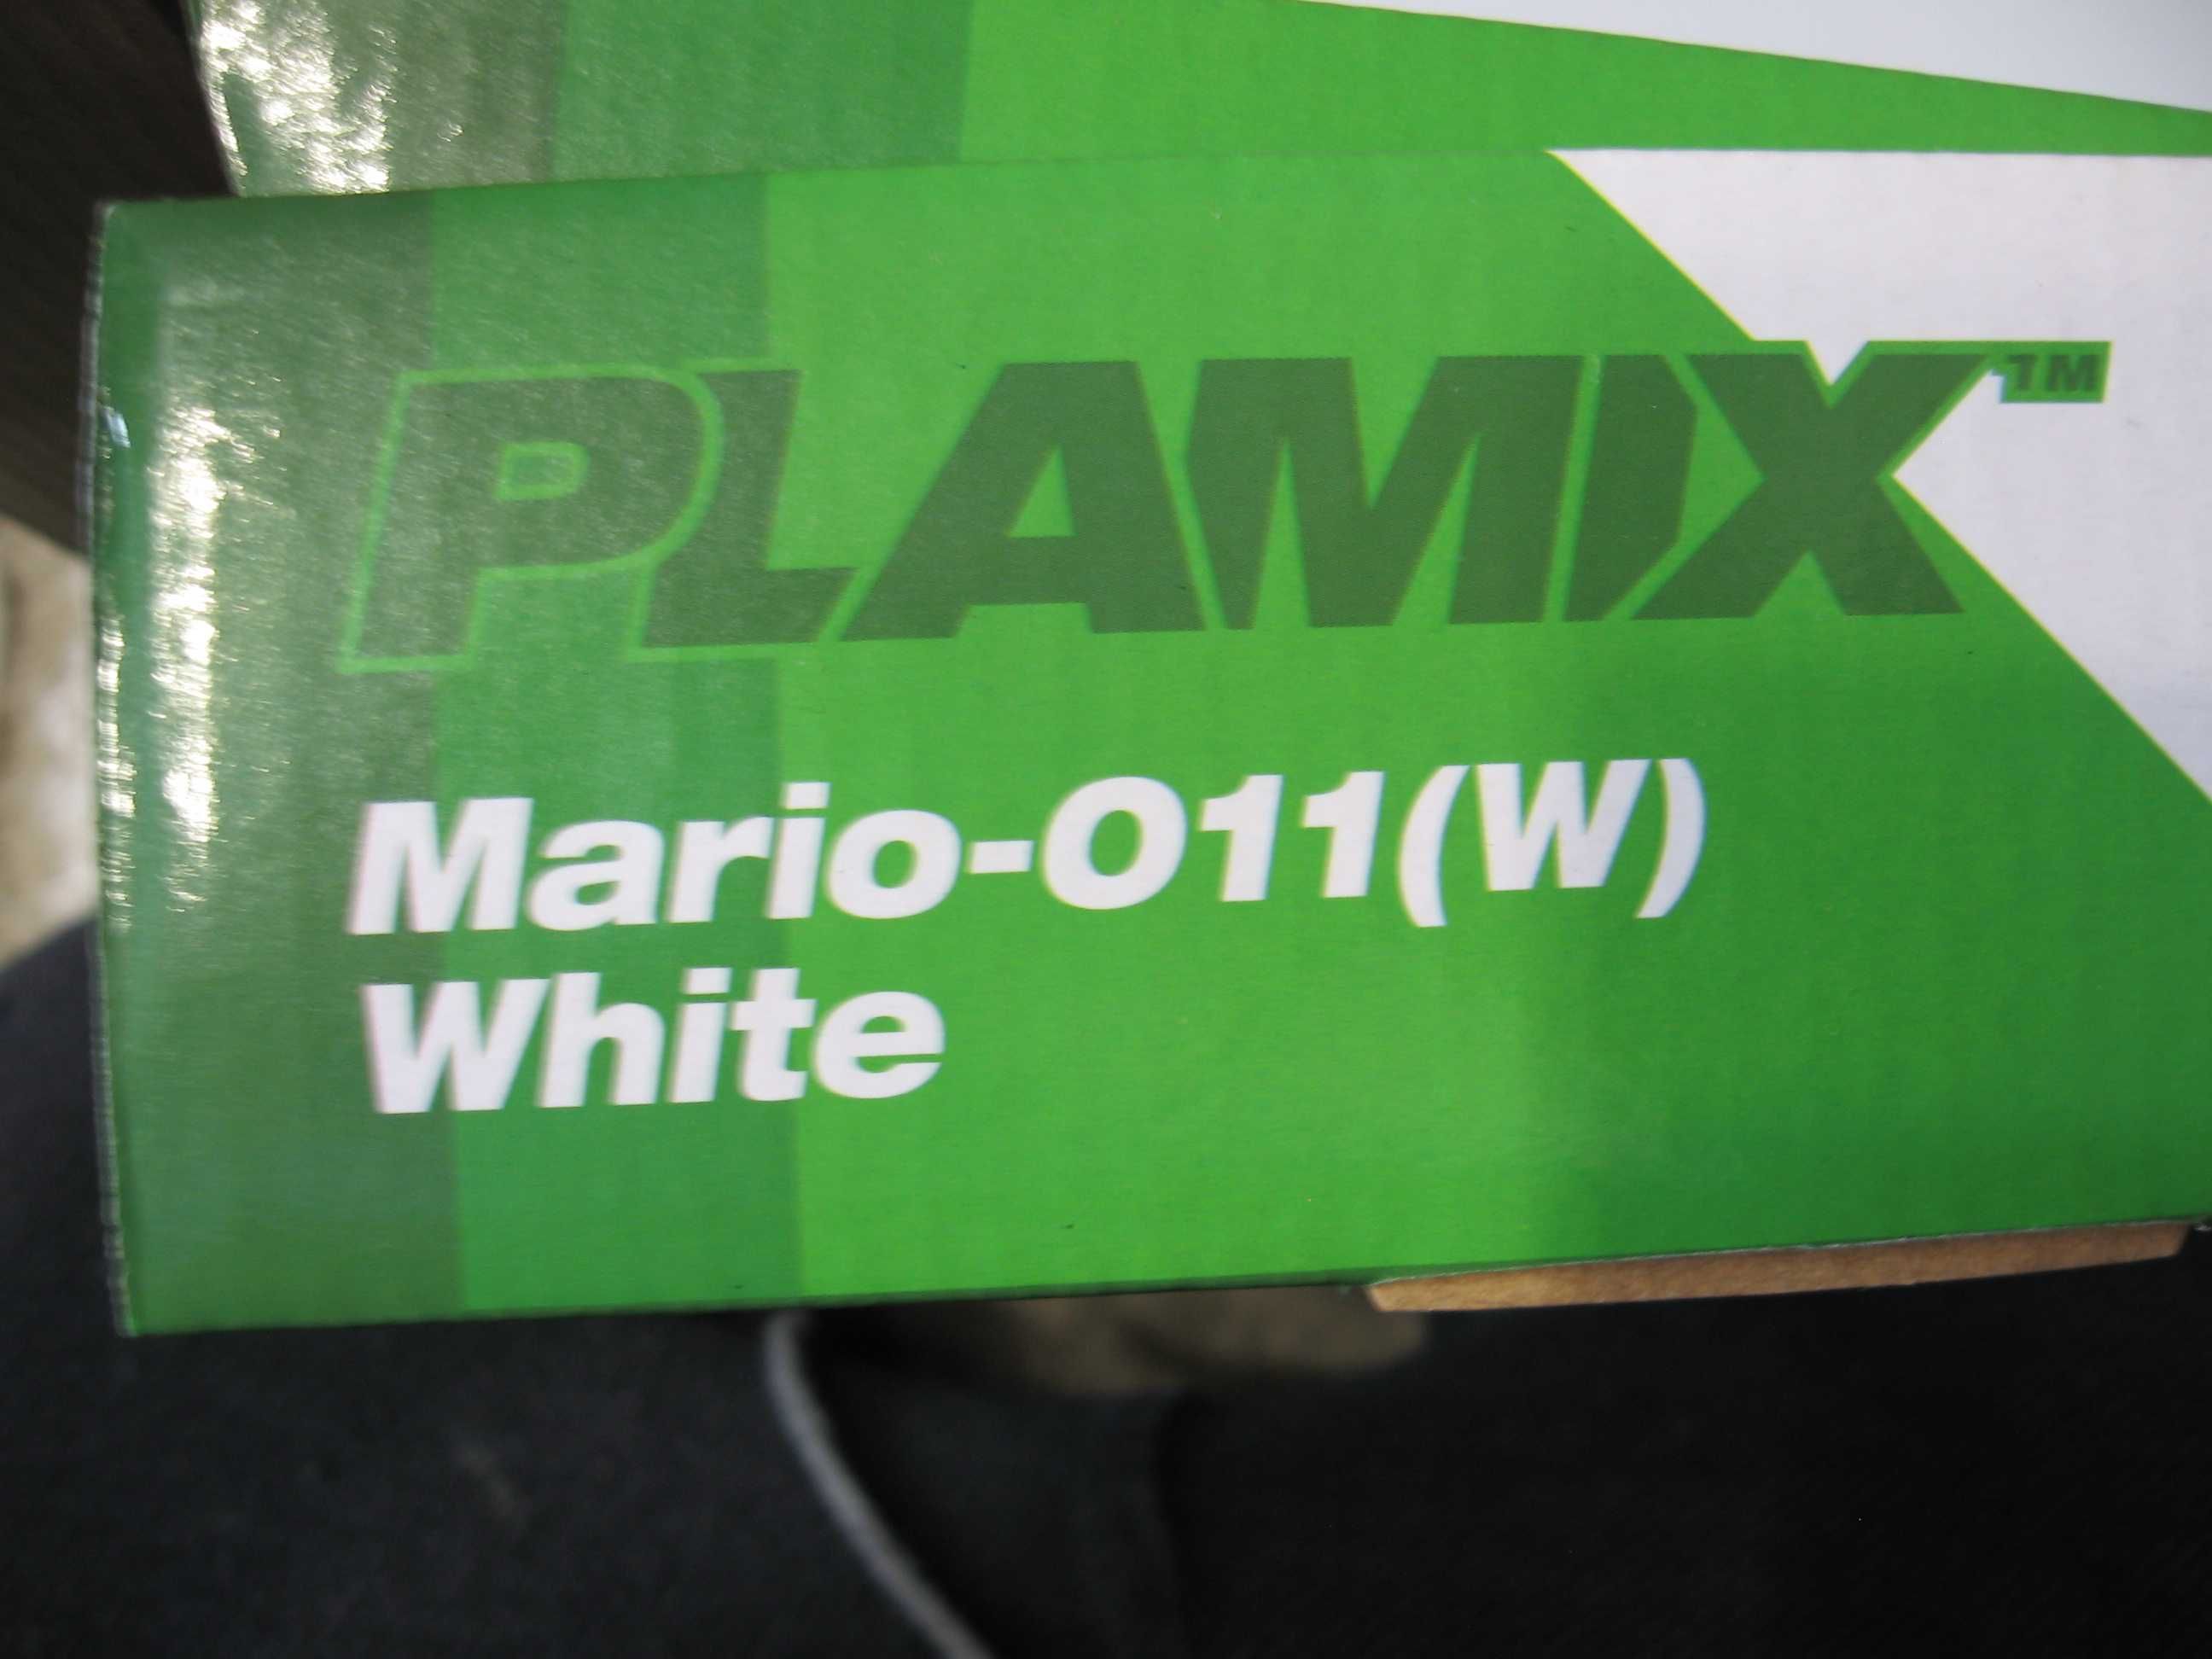 PLAMIX™
Mario-011(W)
White